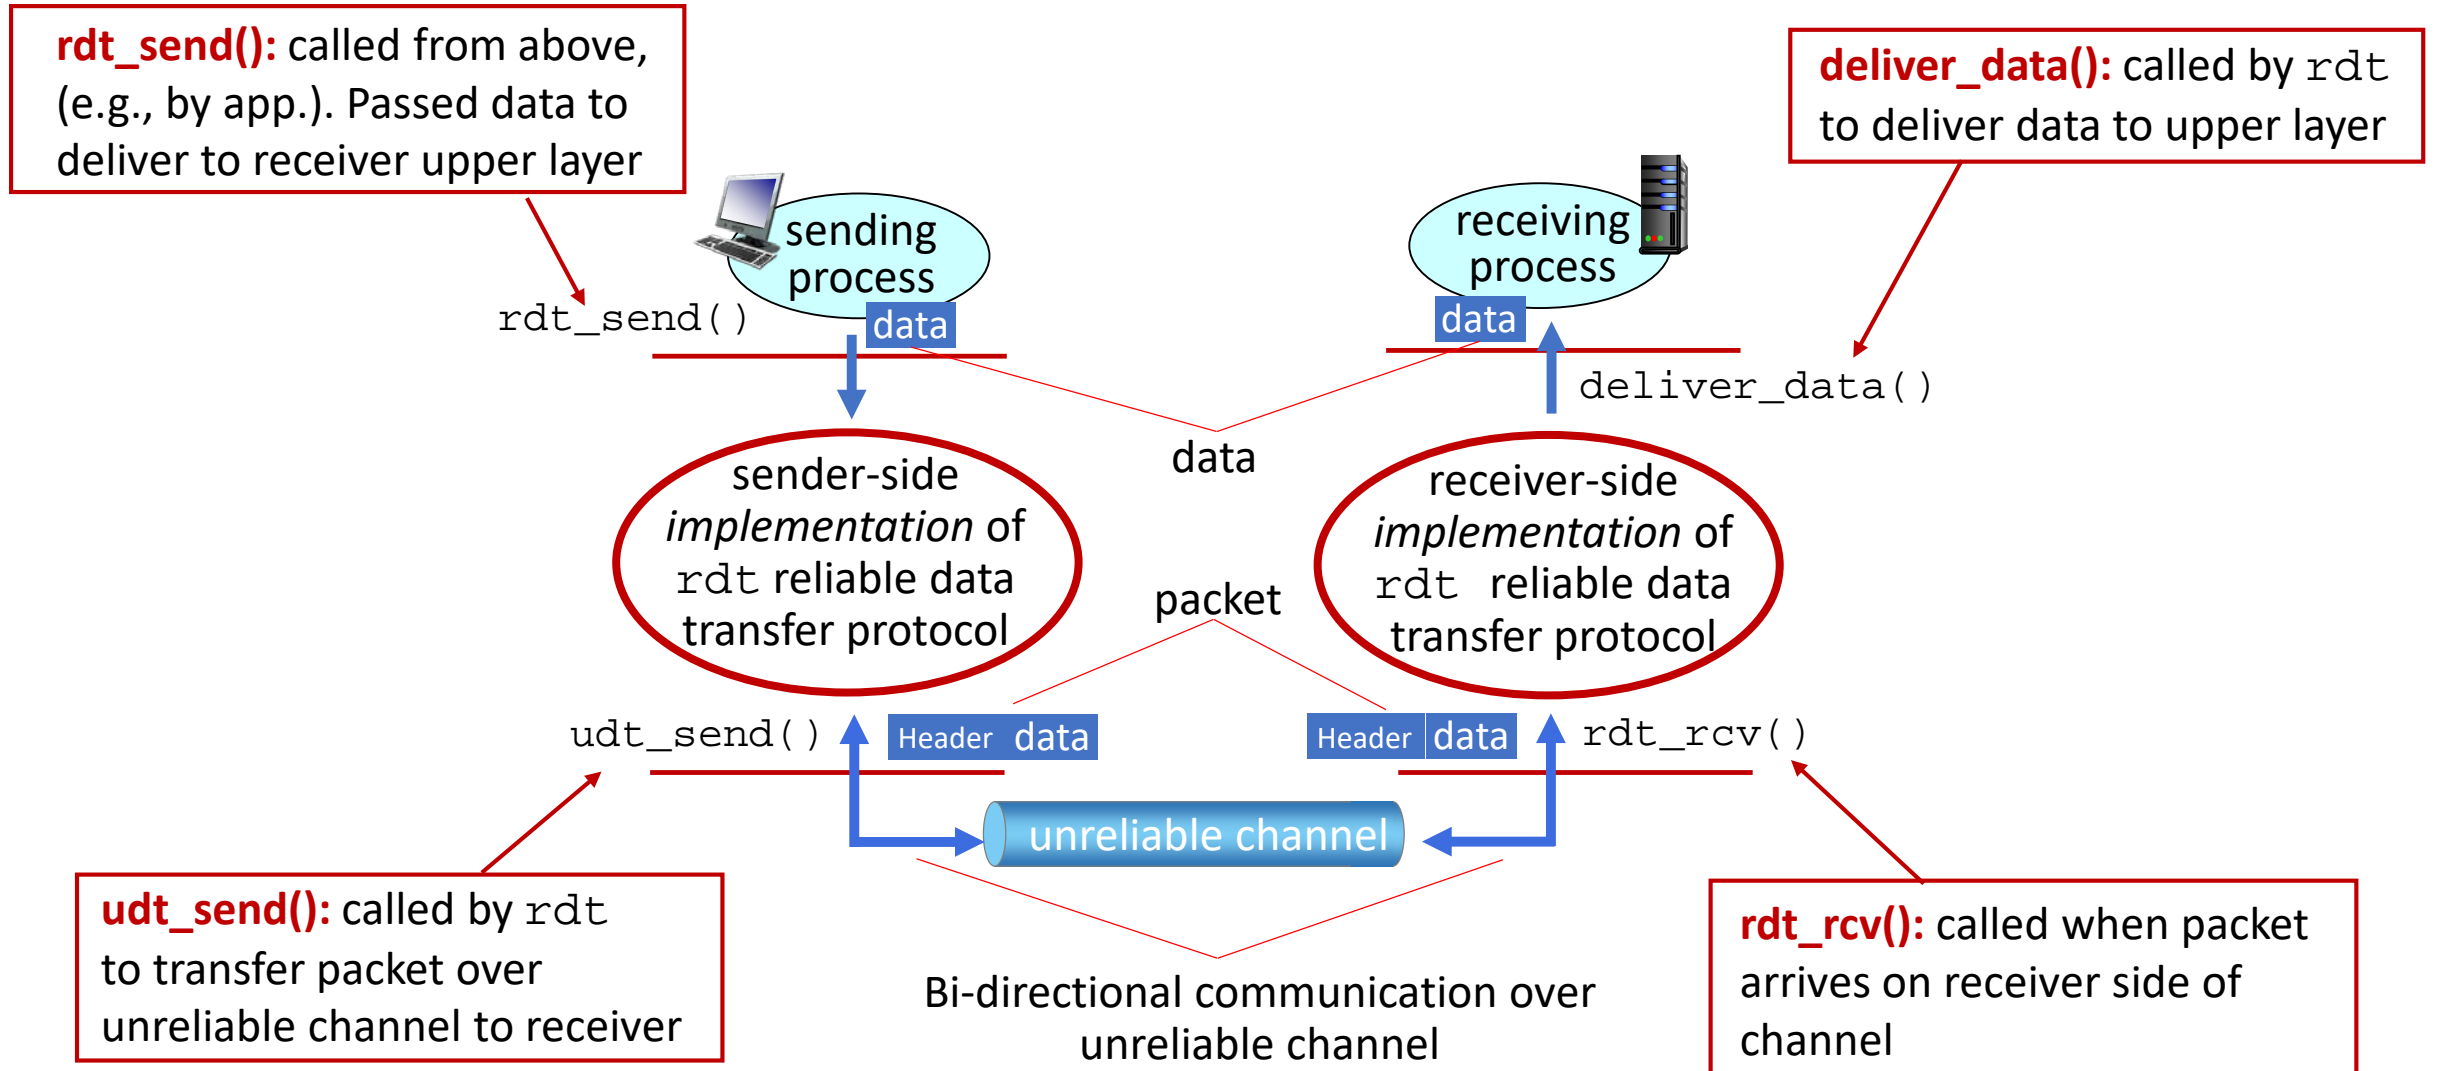 rdt_send(): called from above,
(e.g., by app.). Passed data to
deliver to receiver upper layer
deliver_data(): called by rdt
to deliver data to upper layer
sending
process
receiving
process
rdt_send()
data
data
deliver_data()
data
sender-side
implementation of
rdt reliable data
transfer protocol
receiver-side
implementation of
rdt reliable data
transfer protocol
packet
udt_send()
Header data
Header data
rdt_rcv()
unreliable channel
udt_send(): called by rdt
to transfer packet over
unreliable channel to receiver
Bi-directional communication over
unreliable channel
rdt_rcv(): called when packet
arrives on receiver side of
channel